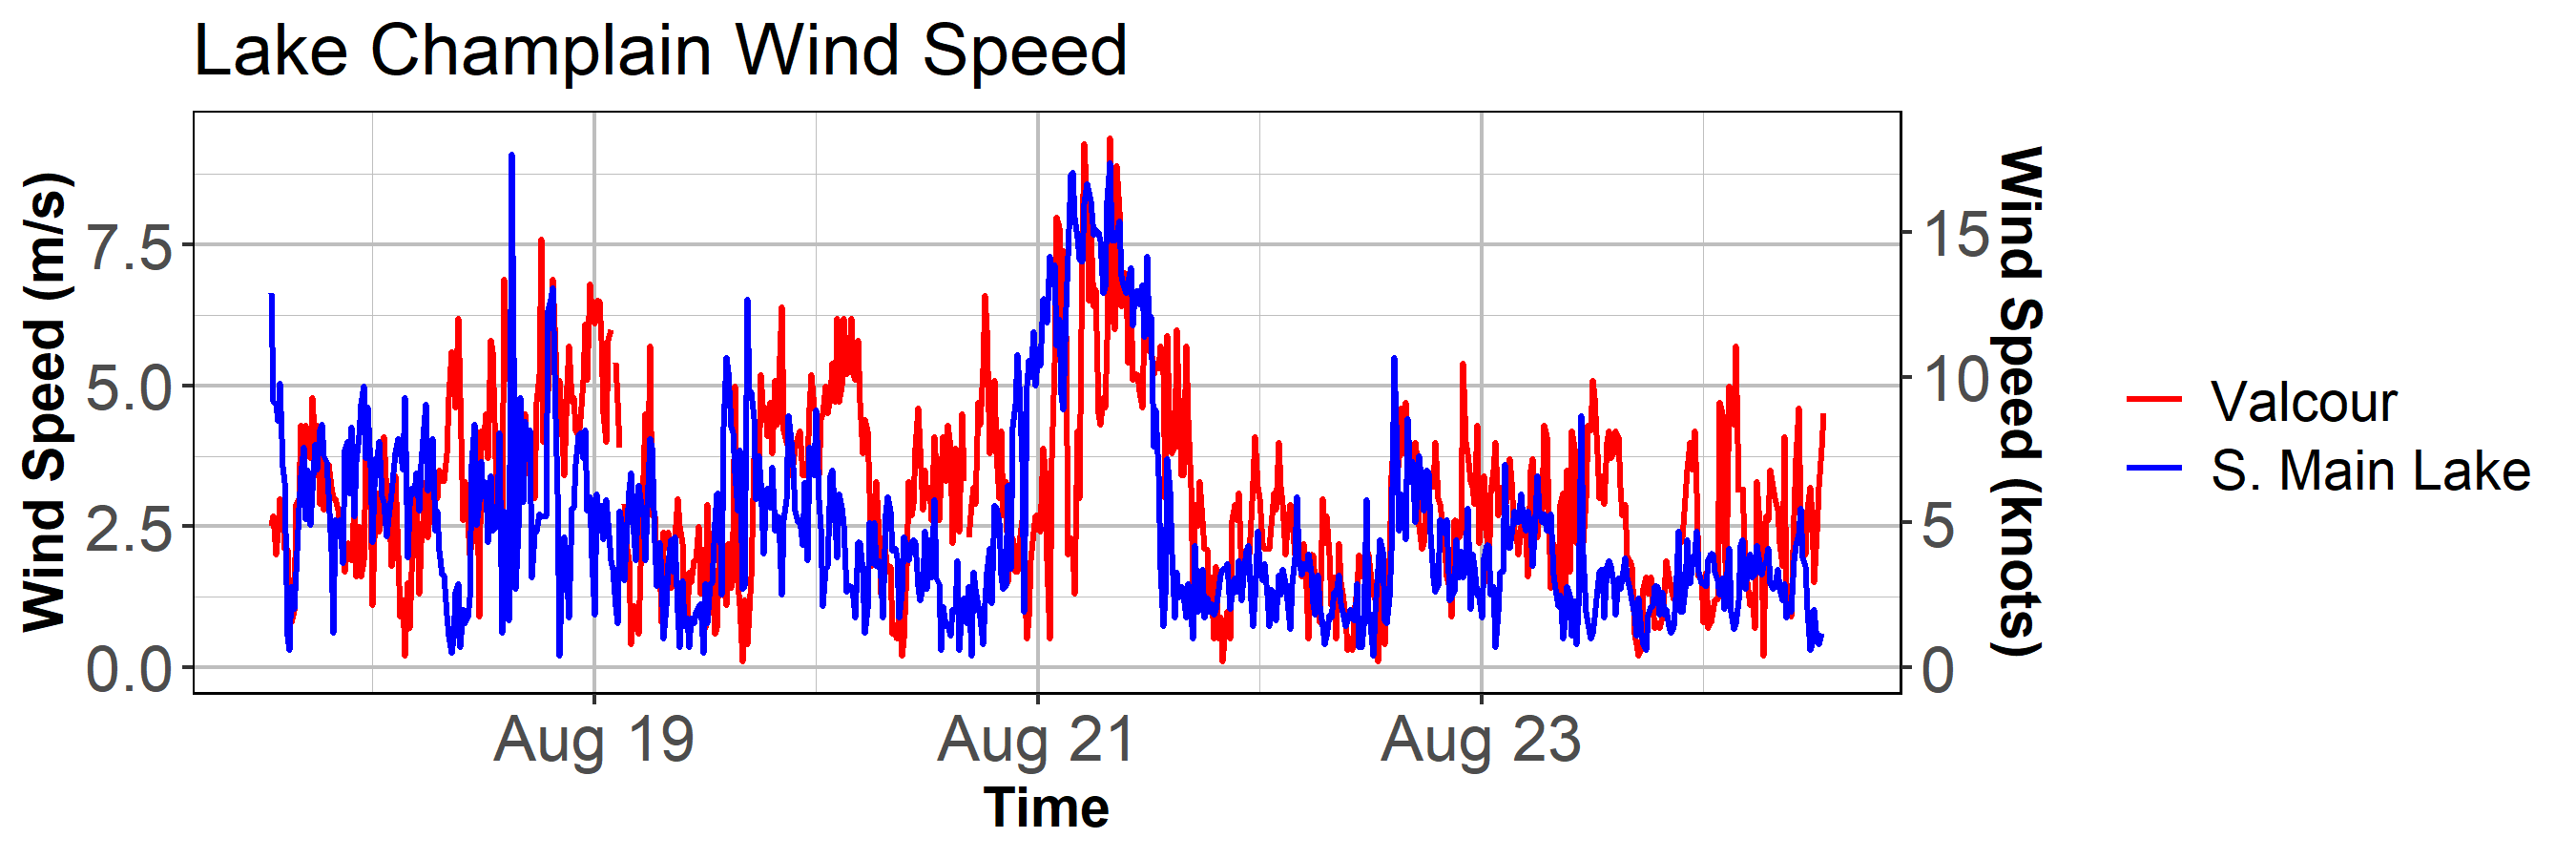 Lake Champlain Wind Speed
Wind Speed (m/s)
7.5
5.0
2.5
0.0
15
10
5
0
Wind Speed (knots)
Aug 19
Aug 21
Aug 23
Time
Valcour
S. Main Lake